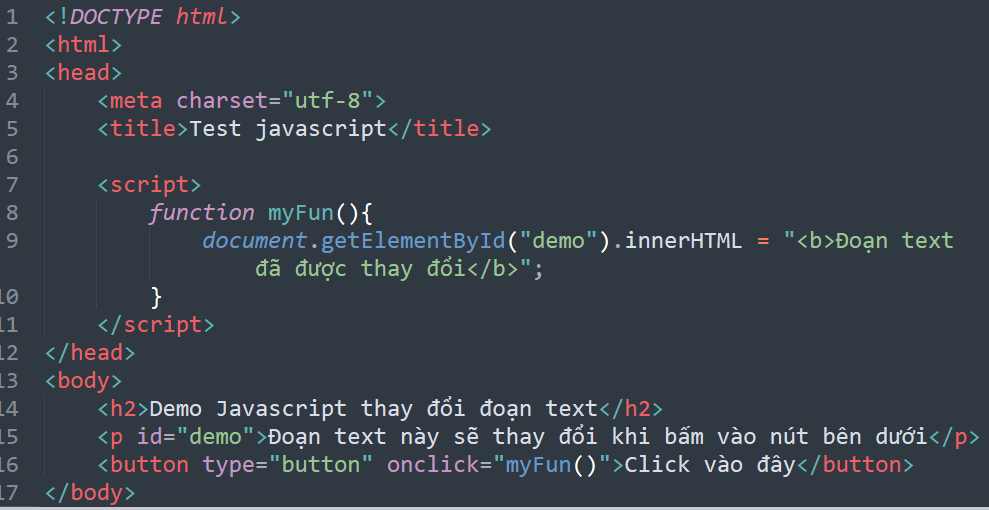 1 <!DOCTYPE html>
2 <html>
3 <head>
4     <meta charset="utf-8">
5     <title>Test javascript</title>
6
7     <script>
8         function myFun(){
9             document.getElementById("demo").innerHTML = "<b>Đoạn text
                đã được thay đổi</b>";
10         }
11     </script>
12 </head>
13 <body>
14     <h2>Demo Javascript thay đổi đoạn text</h2>
15     <p id="demo">Đoạn text này sẽ thay đổi khi bấm vào nút bên dưới</p>
16     <button type="button" onclick="myFun()">Click vào đây</button>
17 </body>